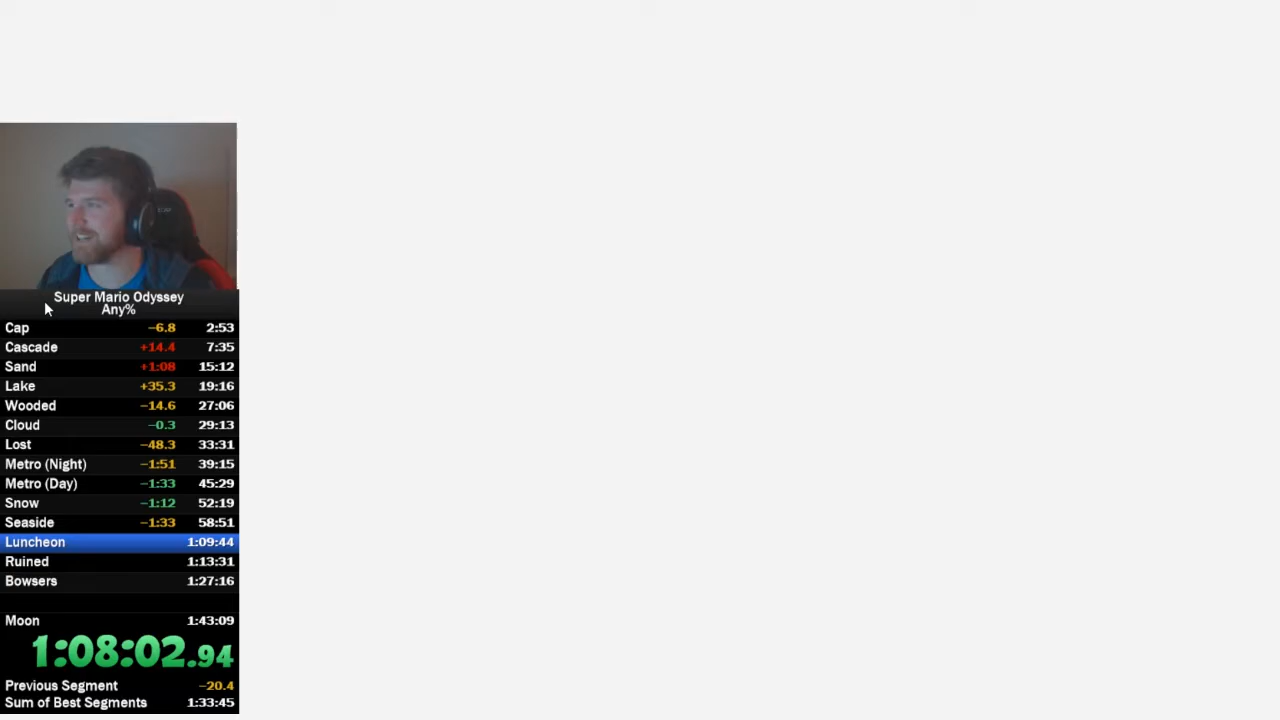 Super Mario Odyssey
Any%
Cap −6.8 2:53
Cascade +14.4 7:35
Sand +1:08 15:12
Lake +35.3 19:16
Wooded −14.6 27:06
Cloud −0.3 29:13
Lost −48.3 33:31
Metro (Night) −1:51 39:15
Metro (Day) −1:33 45:29
Snow −1:12 52:19
Seaside −1:33 58:51
Luncheon 1:09:44
Ruined 1:13:31
Bowsers 1:27:16
Moon 1:43:09
1:08:02.94
Previous Segment −20.4
Sum of Best Segments 1:33:45